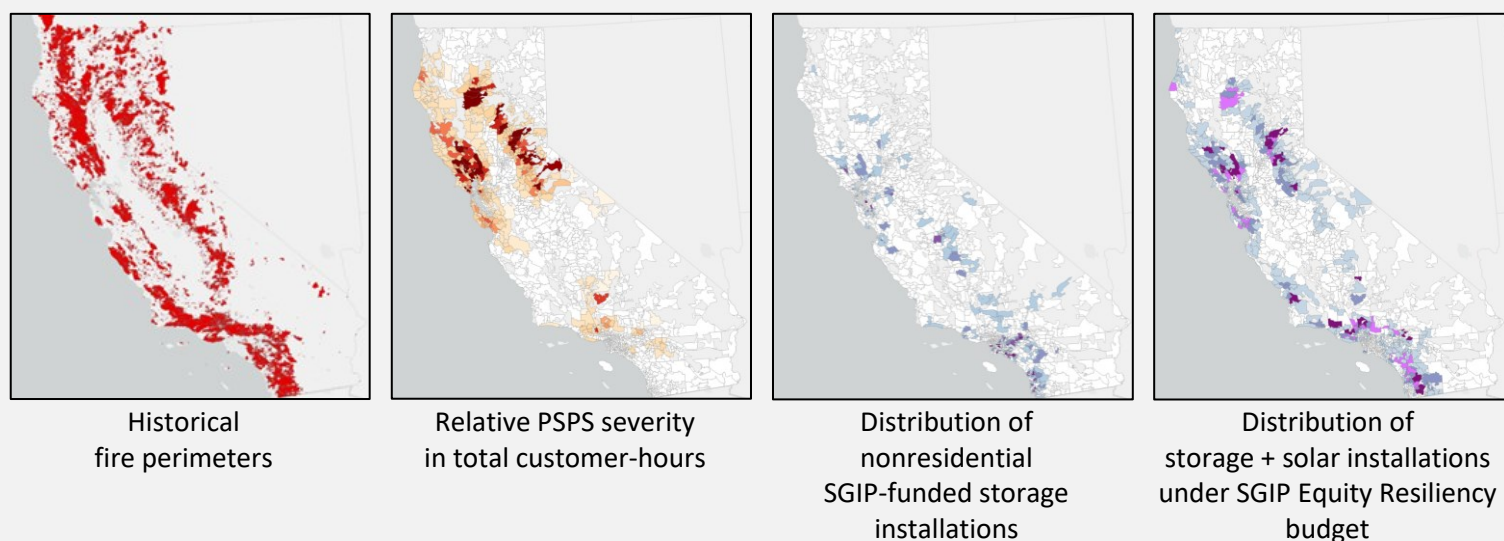 Historical
fire perimeters
Relative PSPS severity
in total customer-hours
Distribution of
nonresidential
SGIP-funded storage
installations
Distribution of
storage + solar installations
under SGIP Equity Resiliency
budget